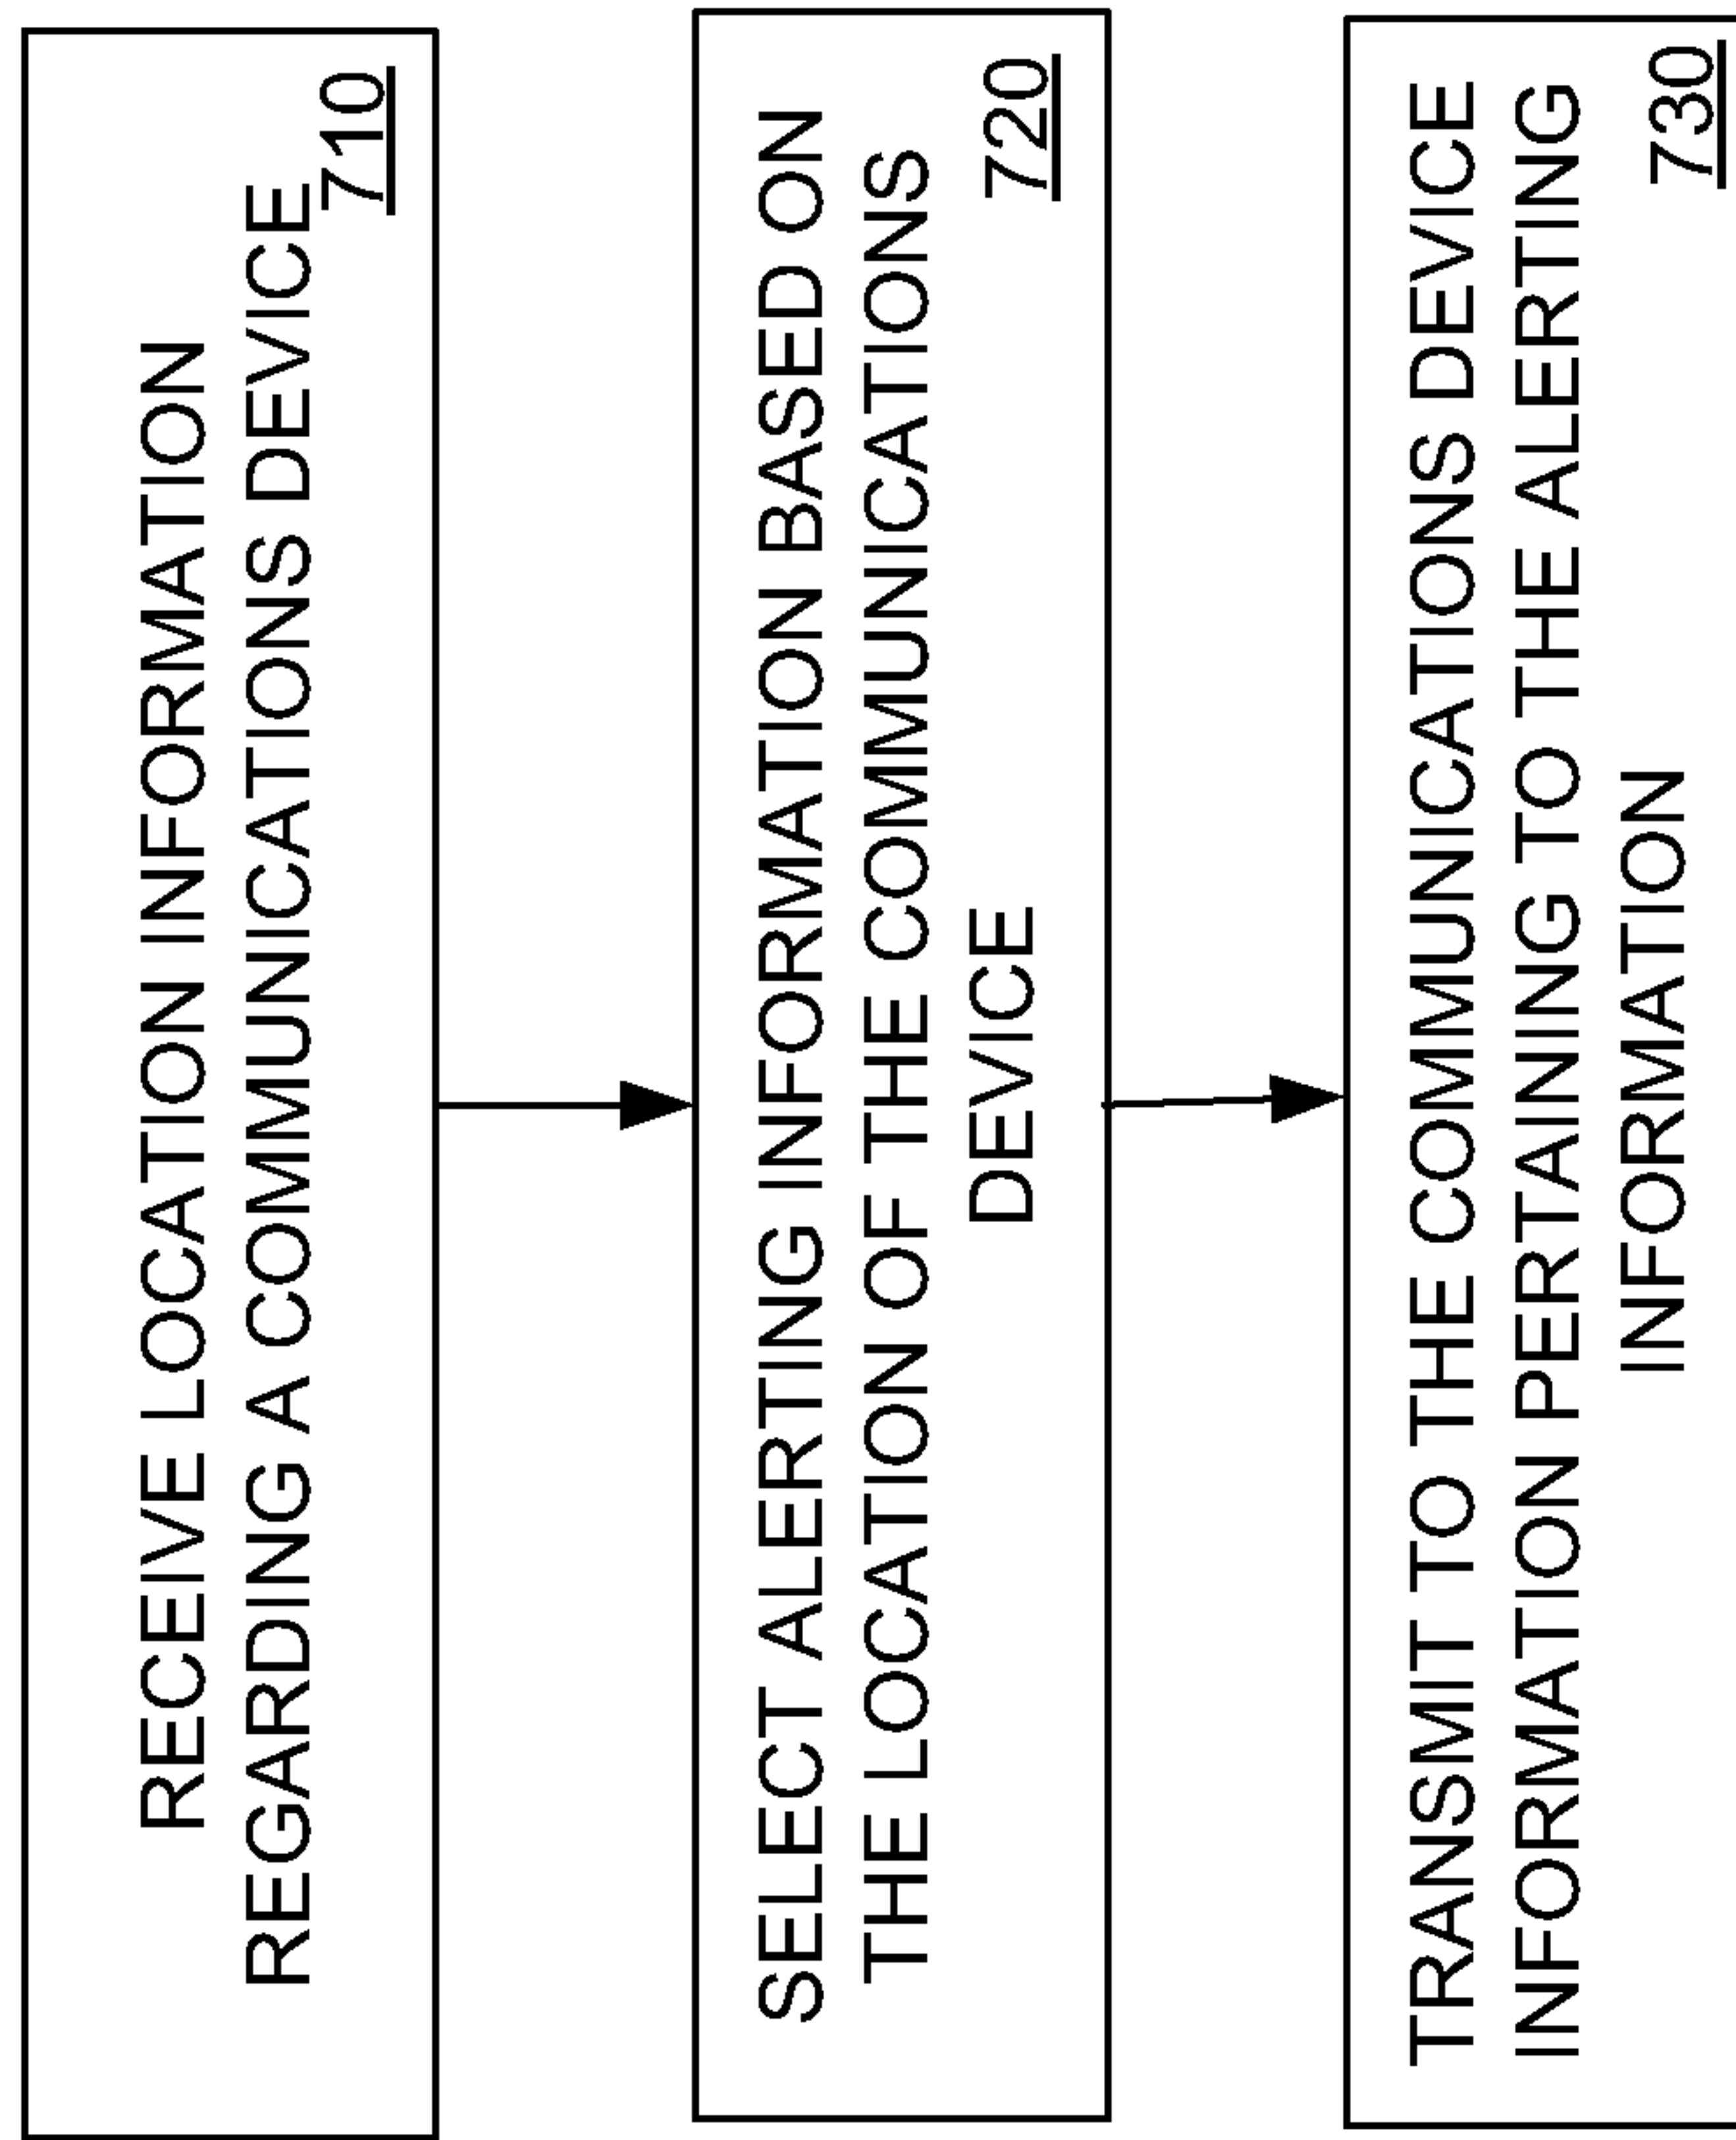 RECEIVE LOCATION INFORMATION
REGARDING A COMMUNICATIONS DEVICE
710
SELECT ALERTING INFORMATION BASED ON
THE LOCATION OF THE COMMUNICATIONS
DEVICE
720
TRANSMIT TO THE COMMUNICATIONS DEVICE
INFORMATION PERTAINING TO THE ALERTING
INFORMATION
730